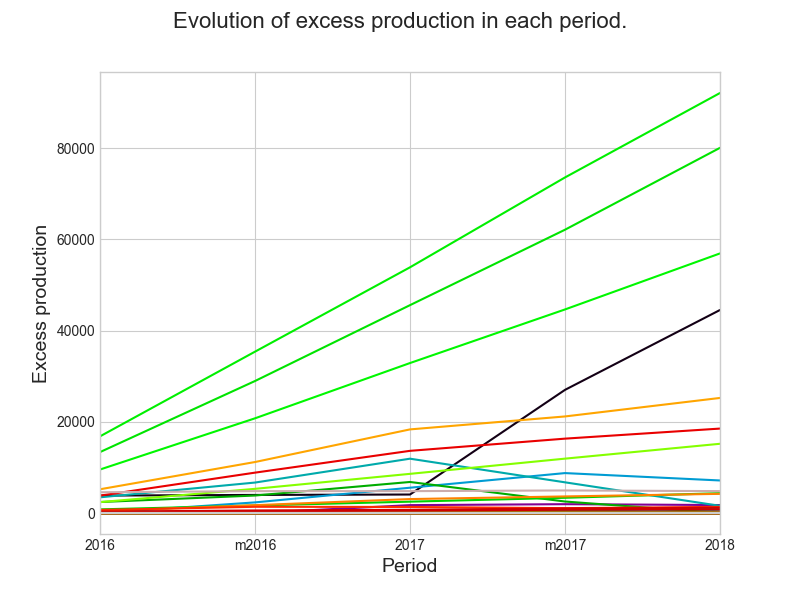 Evolution of excess production in each period.
Excess production
80000
60000
40000
20000
0
2016 m2016 2017 m2017 2018
Period